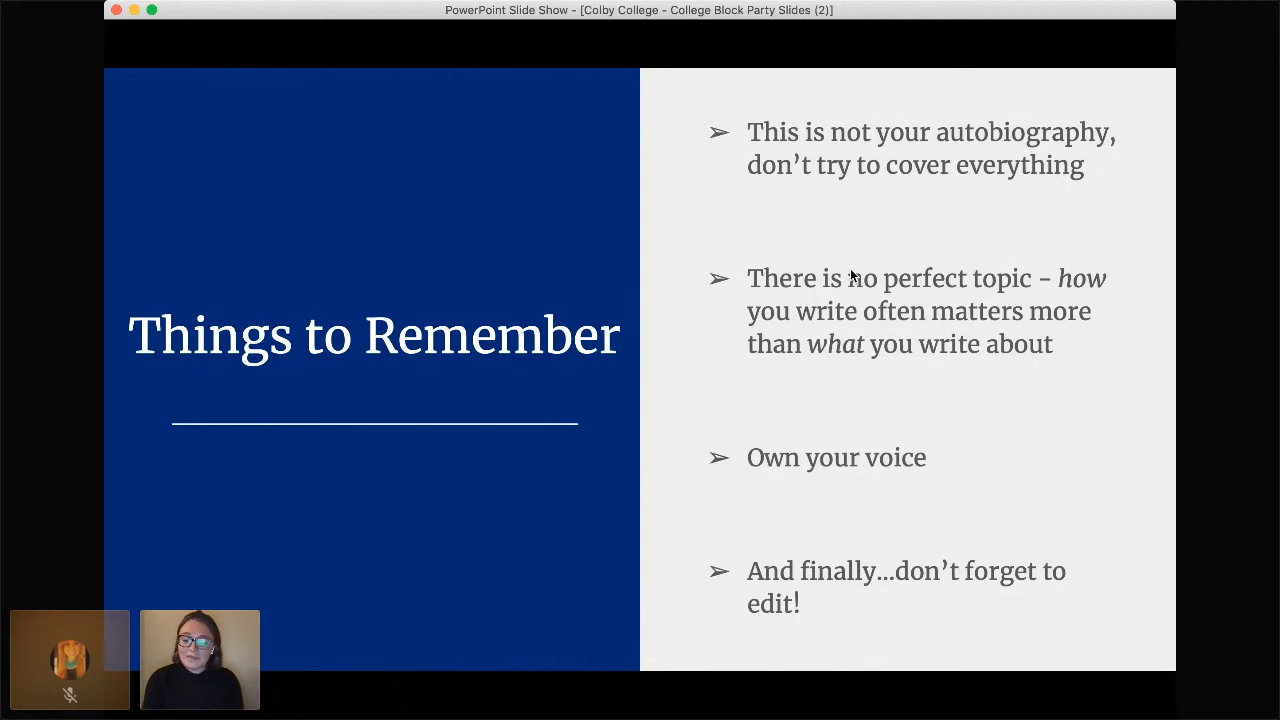 PowerPoint Slide Show - [Colby College - College Block Party Slides (2)]
Things to Remember
➢ This is not your autobiography,
don’t try to cover everything
➢ There is no perfect topic - how
you write often matters more
than what you write about
➢ Own your voice
➢ And finally...don’t forget to
edit!